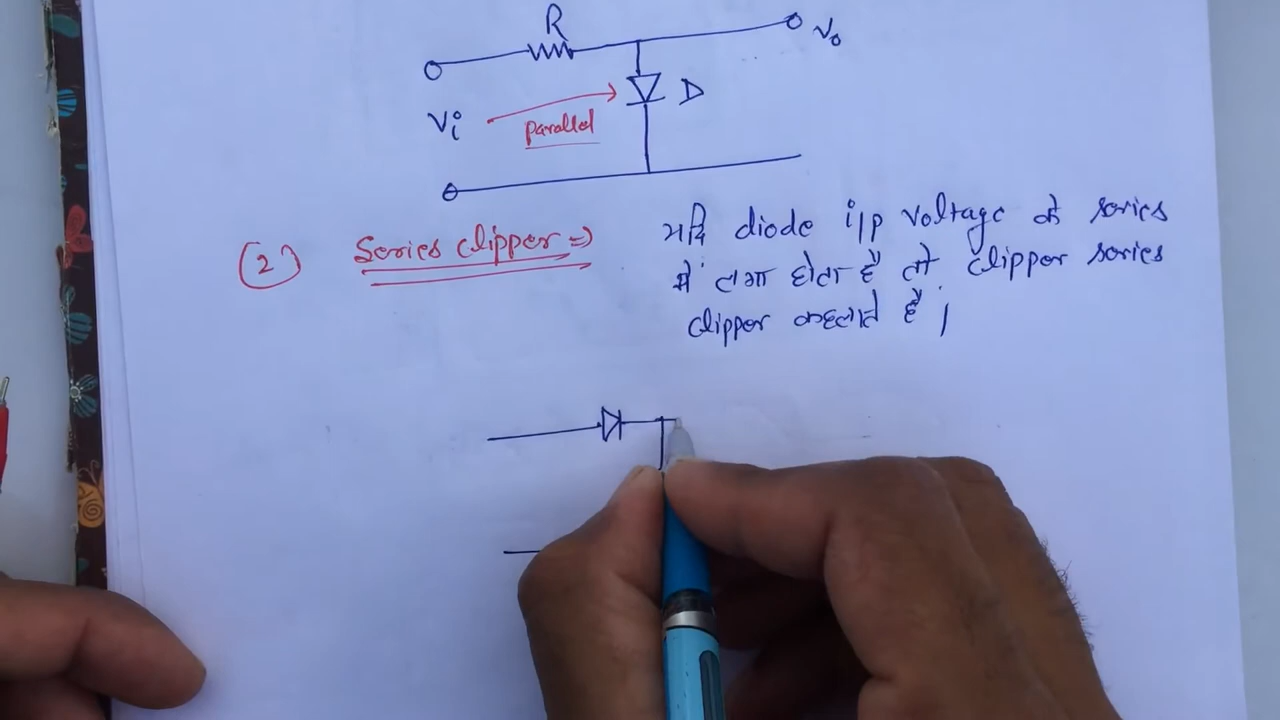 R
Vo
D
Vi
parallel
(2) Series Clipper ⇒ यदि diode i/p voltage के series
में लगा होता है तो clipper series
clipper कहलाते है ।